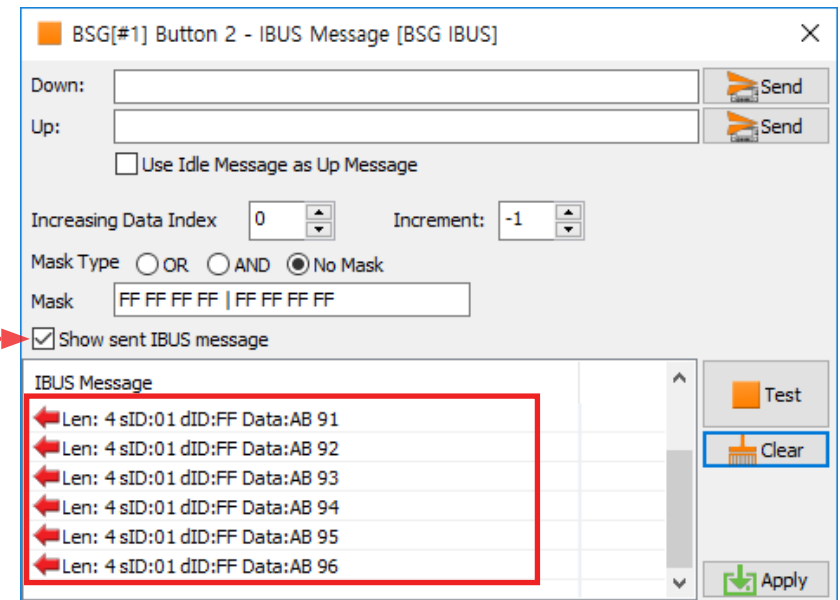 BSG[#1] Button 2 - IBUS Message [BSG IBUS]
Down: Send
Up: Send
Use Idle Message as Up Message
Increasing Data Index 0 Increment: -1
Mask Type OR AND No Mask
Mask FF FF FF FF | FF FF FF FF
Show sent IBUS message
IBUS Message
Test
Len: 4 sID:01 dID:FF Data:AB 91
Len: 4 sID:01 dID:FF Data:AB 92
Clear
Len: 4 sID:01 dID:FF Data:AB 93
Len: 4 sID:01 dID:FF Data:AB 94
Len: 4 sID:01 dID:FF Data:AB 95
Len: 4 sID:01 dID:FF Data:AB 96
Apply